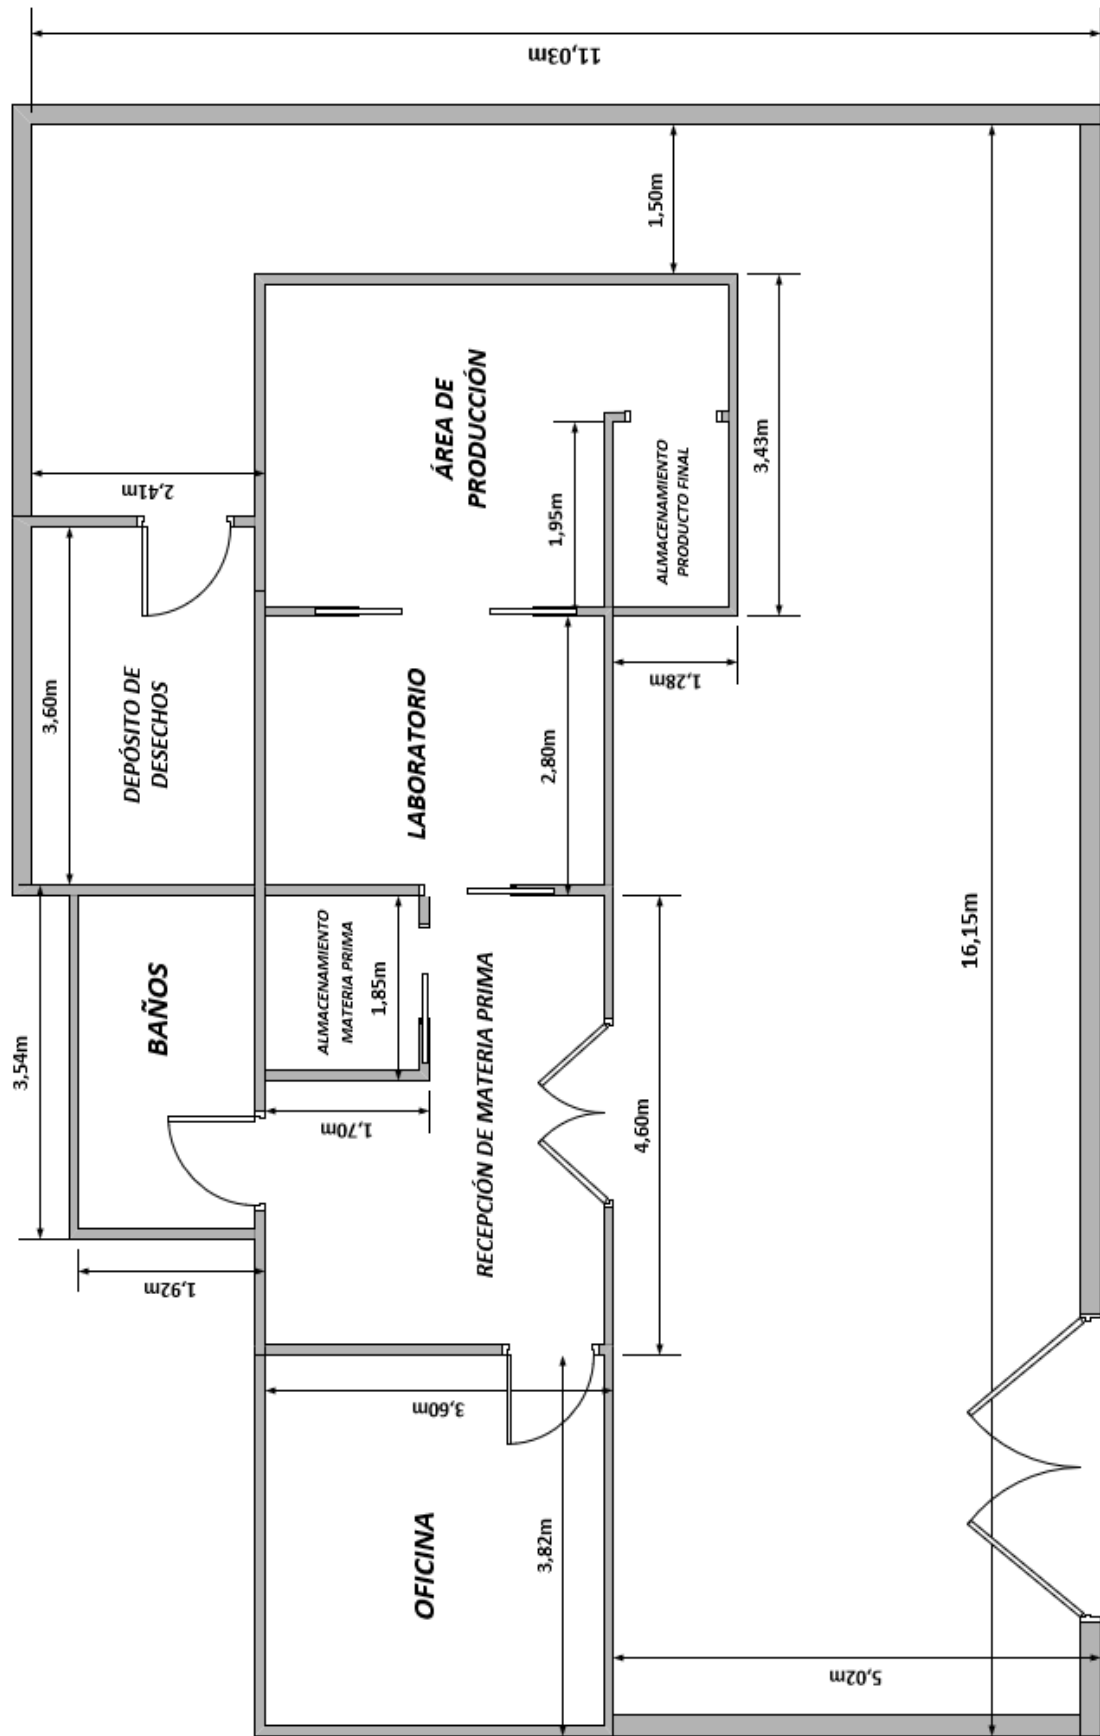 11,03m
1,50m
2,41m
ÁREA DE
PRODUCCIÓN
3,43m
ALMACENAMIENTO
PRODUCTO FINAL
1,95m
3,60m
DEPÓSITO DE
DESECHOS
LABORATORIO
1,28m
2,80m
3,54m
BAÑOS
ALMACENAMIENTO
MATERIA PRIMA
1,85m
1,70m
RECEPCIÓN DE MATERIA PRIMA
4,60m
16,15m
1,92m
3,60m
OFICINA
3,82m
5,02m